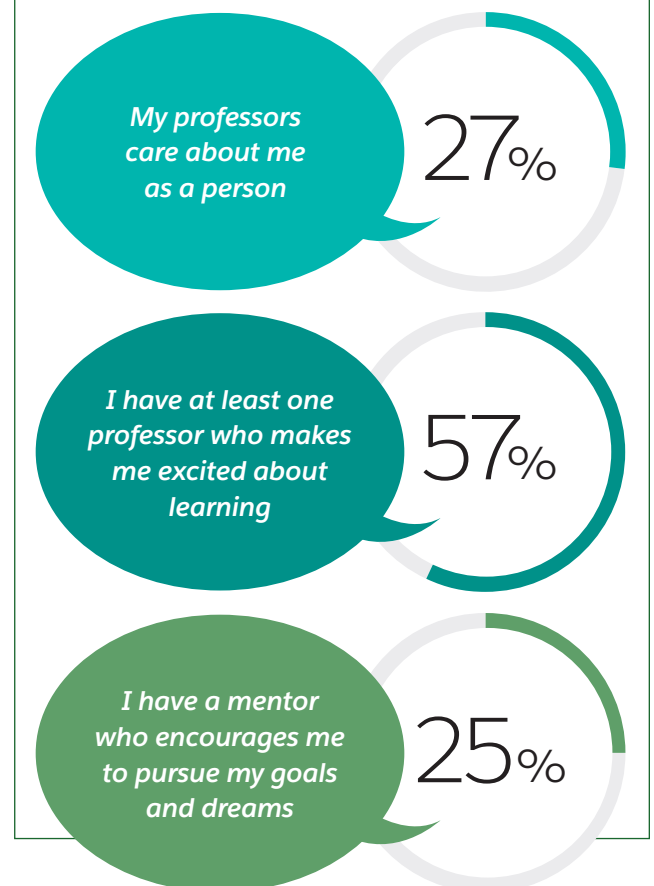 My professors
care about me
as a person
27%
I have at least one
professor who makes
me excited about
learning
57%
I have a mentor
who encourages me
to pursue my goals
and dreams
25%